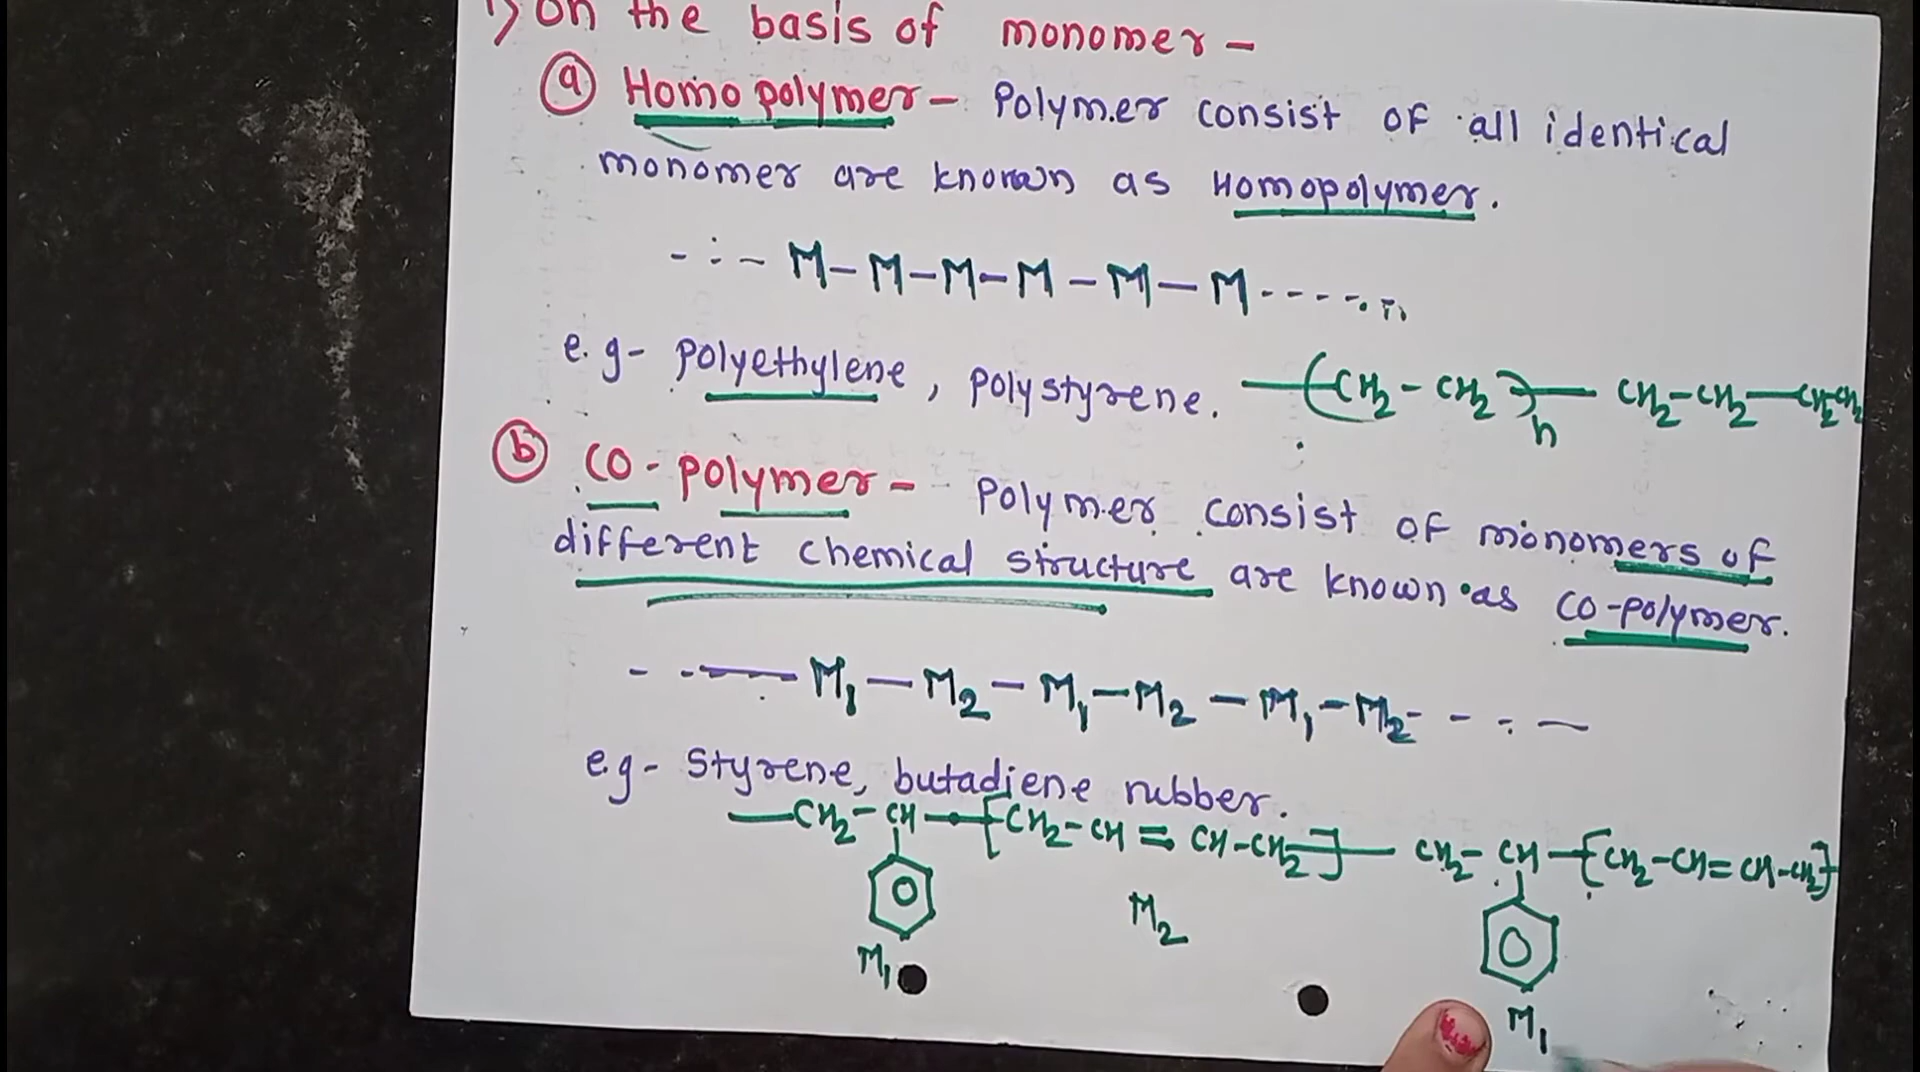 1) On the basis of monomer -
(a) Homo polymer - Polymer consist of all identical
monomer are known as Homopolymer.
- - - M - M - M - M - M - M - - - - - n
e.g - polyethylene, polystyrene. —(CH₂ - CH₂)—n CH₂ - CH₂ — CH₂CH₂
(b) CO - polymer - Polymer consist of monomers of
different chemical structure are known as co-polymer.
- - — M₁ — M₂ - M₁ - M₂ - M₁ - M₂ - - - -
e.g - Styrene, butadiene rubber.
— CH₂ - CH — [CH₂ - CH = CH - CH₂] — CH₂ - CH — [CH₂ - CH = CH - CH₂]
M₁ M₂ M₁